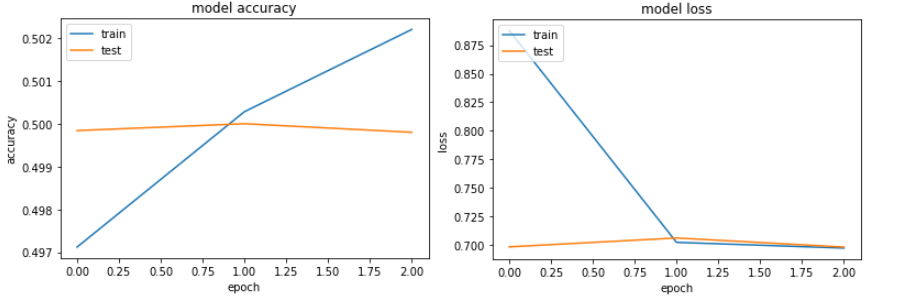 model accuracy
train
test
0.502
0.501
0.500
0.499
0.498
0.497
accuracy
0.00 0.25 0.50 0.75 1.00 1.25 1.50 1.75 2.00
epoch
model loss
train
test
0.875
0.850
0.825
0.800
0.775
0.750
0.725
0.700
loss
0.00 0.25 0.50 0.75 1.00 1.25 1.50 1.75 2.00
epoch